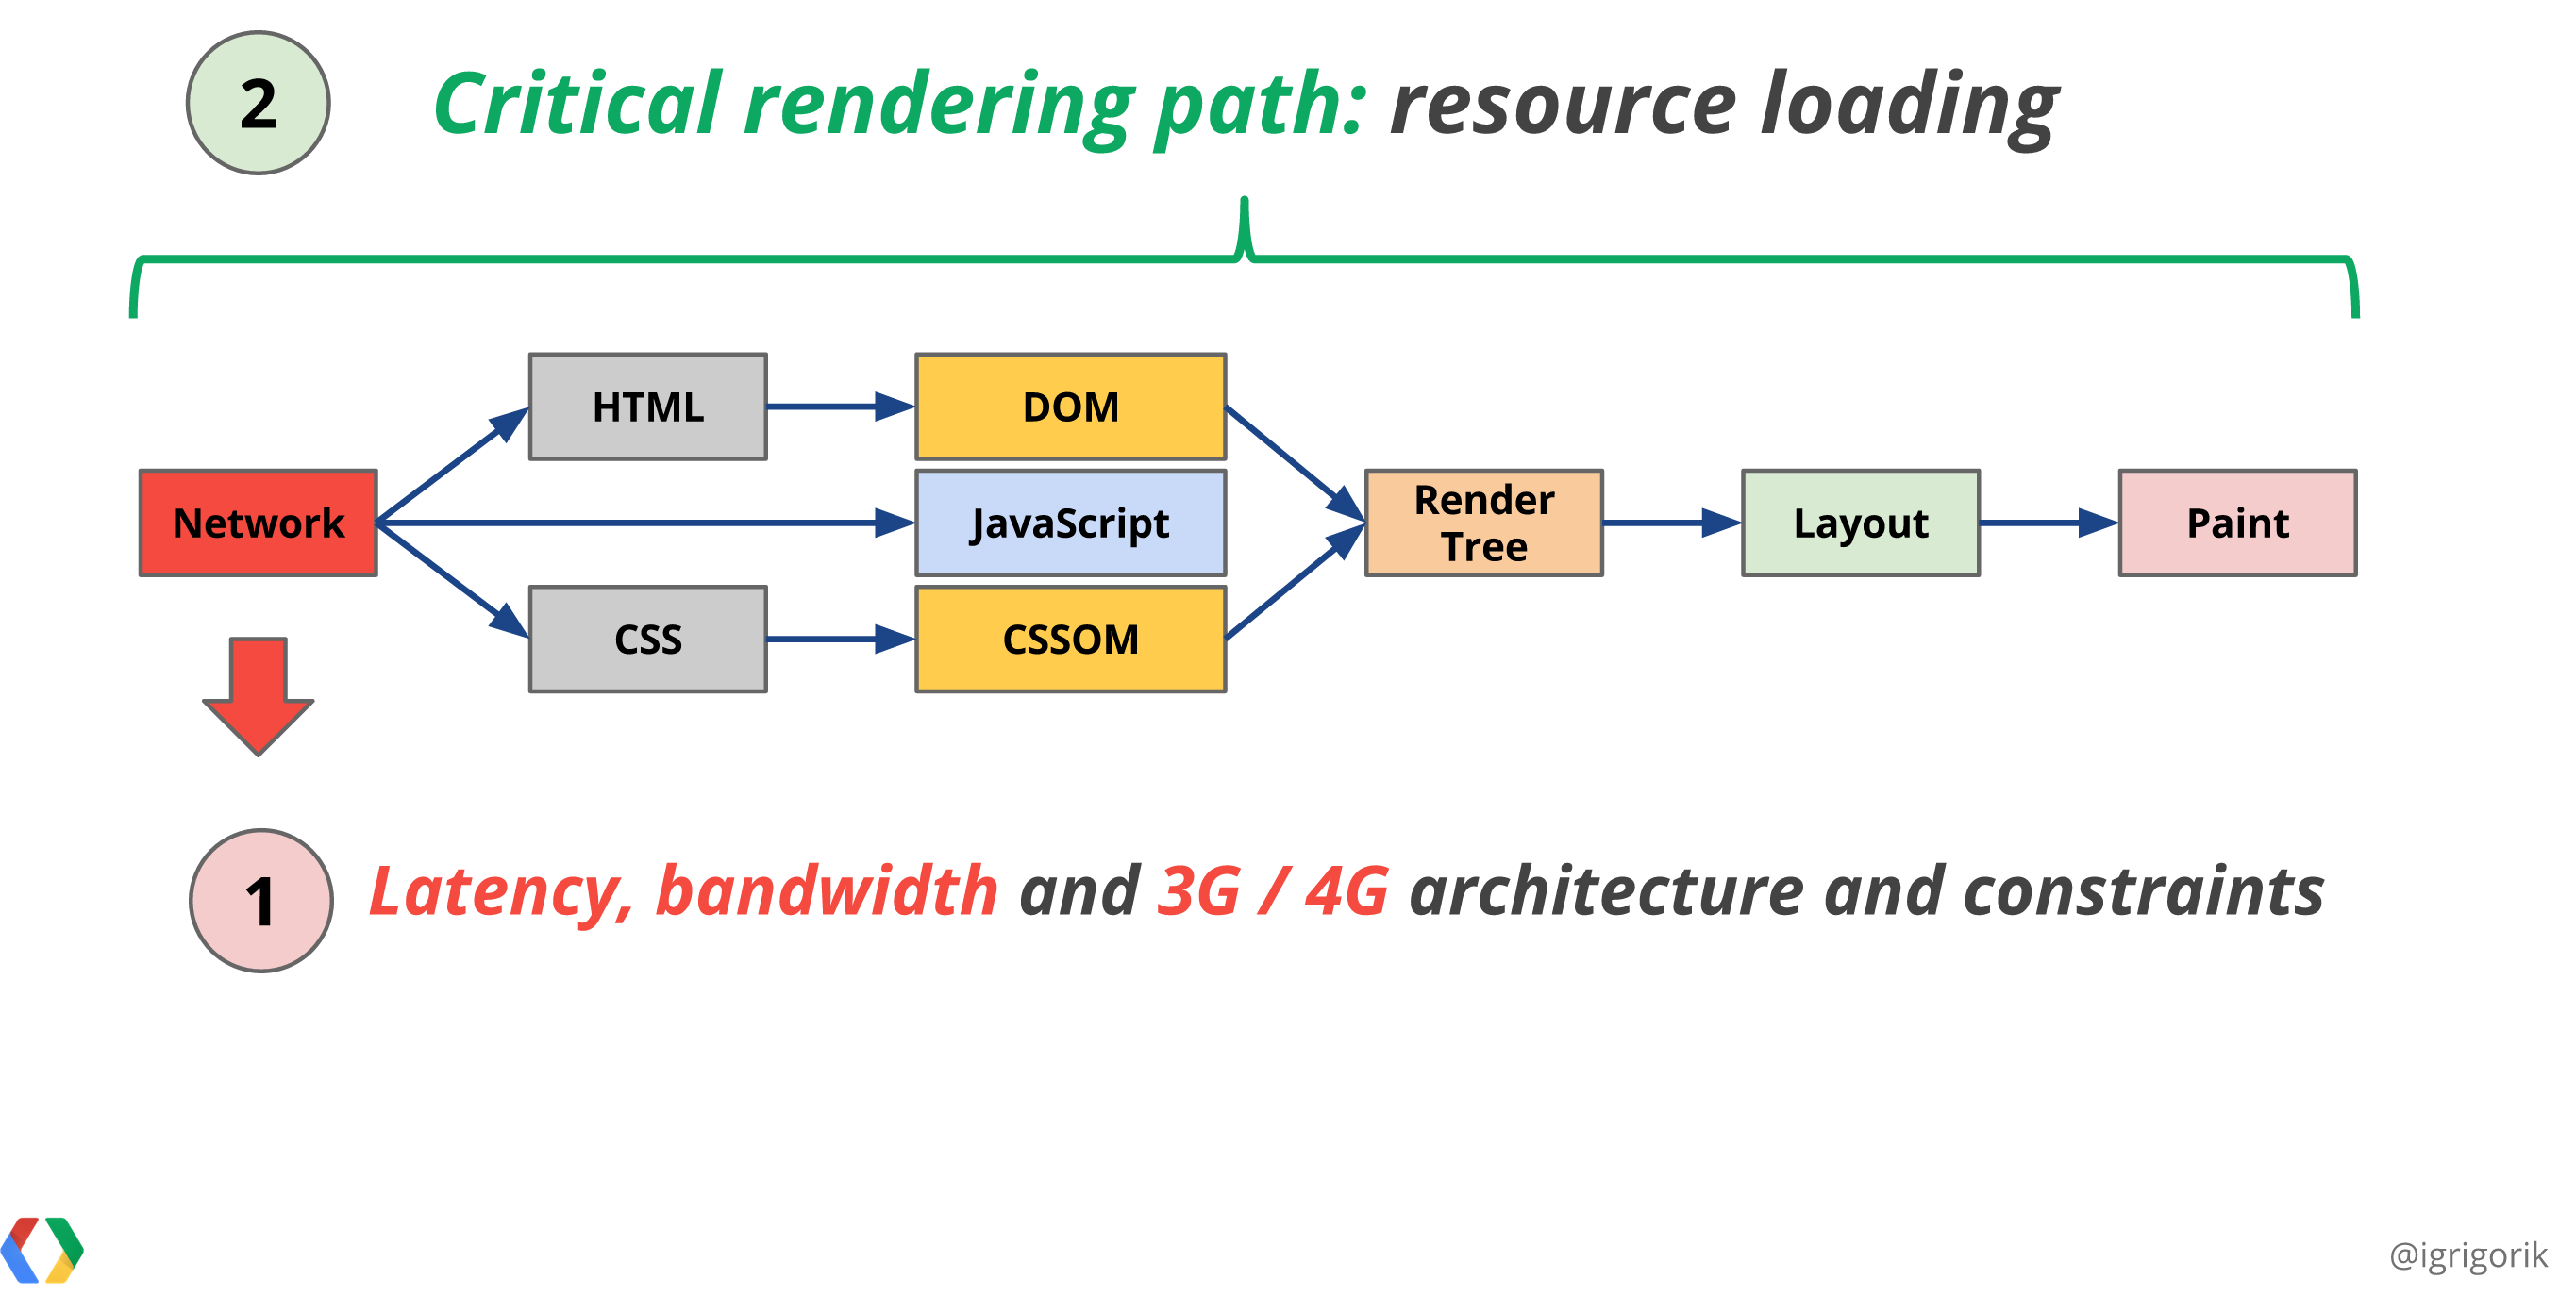 2
Critical rendering path: resource loading
HTML
DOM
Network
JavaScript
Render
Tree
Layout
Paint
CSS
CSSOM
1
Latency, bandwidth and 3G / 4G architecture and constraints
@igrigorik